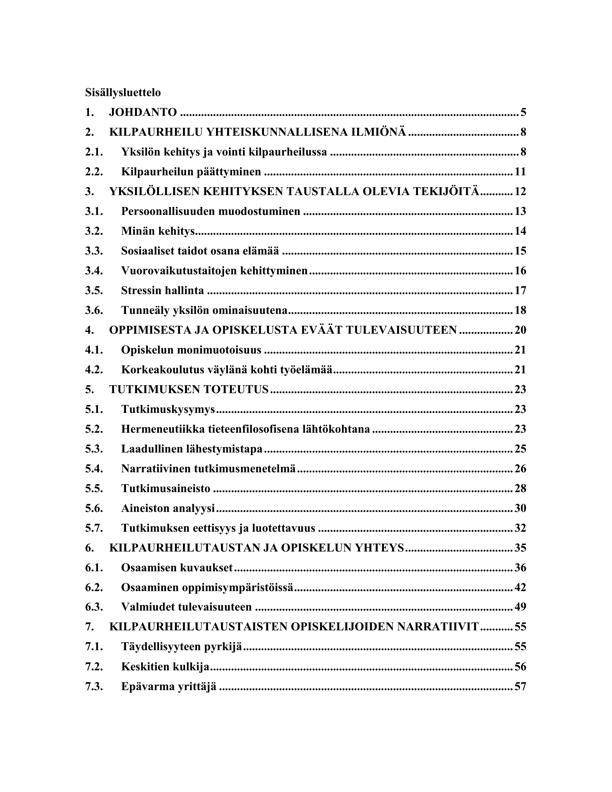 Sisällysluettelo
1. JOHDANTO ........ 5
2. KILPAURHEILU YHTEISKUNNALLISENA ILMIÖNÄ ........ 8
2.1. Yksilön kehitys ja vointi kilpaurheilussa ........ 8
2.2. Kilpaurheilun päättyminen ........ 11
3. YKSILÖLLISEN KEHITYKSEN TAUSTALLA OLEVIA TEKIJÖITÄ ........ 12
3.1. Persoonallisuuden muodostuminen ........ 13
3.2. Minän kehitys ........ 14
3.3. Sosiaaliset taidot osana elämää ........ 15
3.4. Vuorovaikutustaitojen kehittyminen ........ 16
3.5. Stressin hallinta ........ 17
3.6. Tunneäly yksilön ominaisuutena ........ 18
4. OPPIMISESTA JA OPISKELUSTA EVÄÄT TULEVAISUUTEEN ........ 20
4.1. Opiskelun monimuotoisuus ........ 21
4.2. Korkeakoulutus väylänä kohti työelämää ........ 21
5. TUTKIMUKSEN TOTEUTUS ........ 23
5.1. Tutkimuskysymys ........ 23
5.2. Hermeneutiikka tieteenfilosofisena lähtökohtana ........ 23
5.3. Laadullinen lähestymistapa ........ 25
5.4. Narratiivinen tutkimusmenetelmä ........ 26
5.5. Tutkimusaineisto ........ 28
5.6. Aineiston analyysi ........ 30
5.7. Tutkimuksen eettisyys ja luotettavuus ........ 32
6. KILPAURHEILUTAUSTAN JA OPISKELUN YHTEYS ........ 35
6.1. Osaamisen kuvaukset ........ 36
6.2. Osaaminen oppimisympäristöissä ........ 42
6.3. Valmiudet tulevaisuuteen ........ 49
7. KILPAURHEILUTAUSTAISTEN OPISKELIJOIDEN NARRATIIVIT ........ 55
7.1. Täydellisyyteen pyrkijä ........ 55
7.2. Keskitien kulkija ........ 56
7.3. Epävarma yrittäjä ........ 57